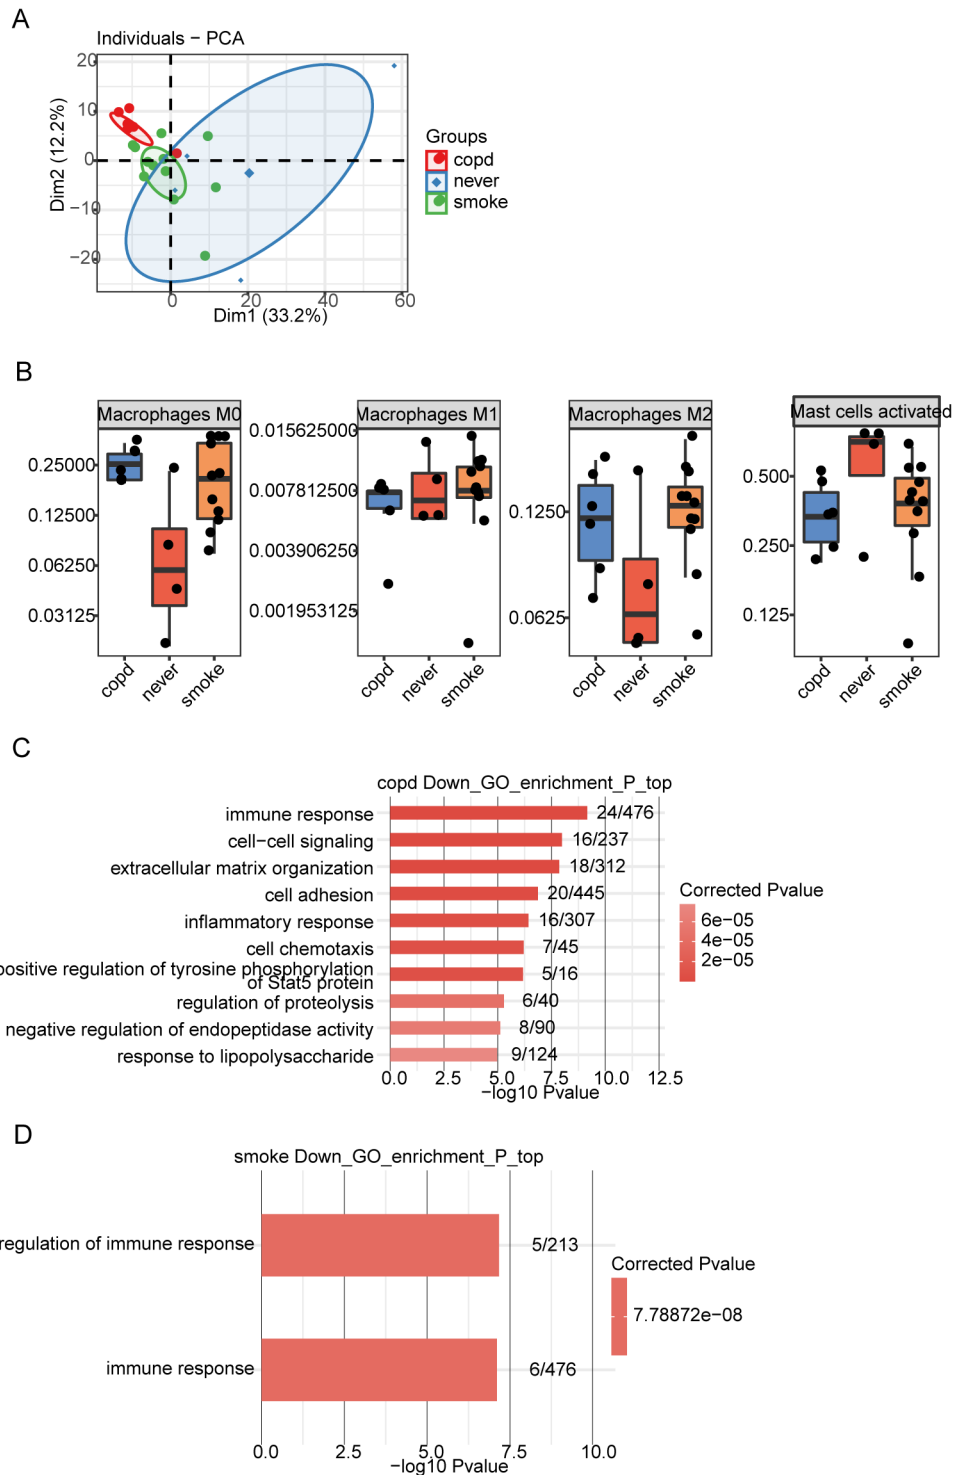 A
Individuals − PCA
20
10
0
−10
−20
Dim2 (12.2%)
0
20
40
60
Dim1 (33.2%)
Groups
copd
never
smoke
B
Macrophages M0
0.25000
0.12500
0.06250
0.03125
copd
never
smoke
Macrophages M1
0.015625000
0.007812500
0.003906250
0.001953125
copd
never
smoke
Macrophages M2
0.1250
0.0625
copd
never
smoke
Mast cells activated
0.500
0.250
0.125
copd
never
smoke
C
copd Down_GO_enrichment_P_top
immune response 24/476
cell−cell signaling 16/237
extracellular matrix organization 18/312
cell adhesion 20/445
inflammatory response 16/307
cell chemotaxis 7/45
positive regulation of tyrosine phosphorylation
of Stat5 protein 5/16
regulation of proteolysis 6/40
negative regulation of endopeptidase activity 8/90
response to lipopolysaccharide 9/124
0.0 2.5 5.0 7.5 10.0 12.5
−log10 Pvalue
Corrected Pvalue
6e−05
4e−05
2e−05
D
smoke Down_GO_enrichment_P_top
regulation of immune response 5/213
immune response 6/476
0.0 2.5 5.0 7.5 10.0
−log10 Pvalue
Corrected Pvalue
7.78872e−08